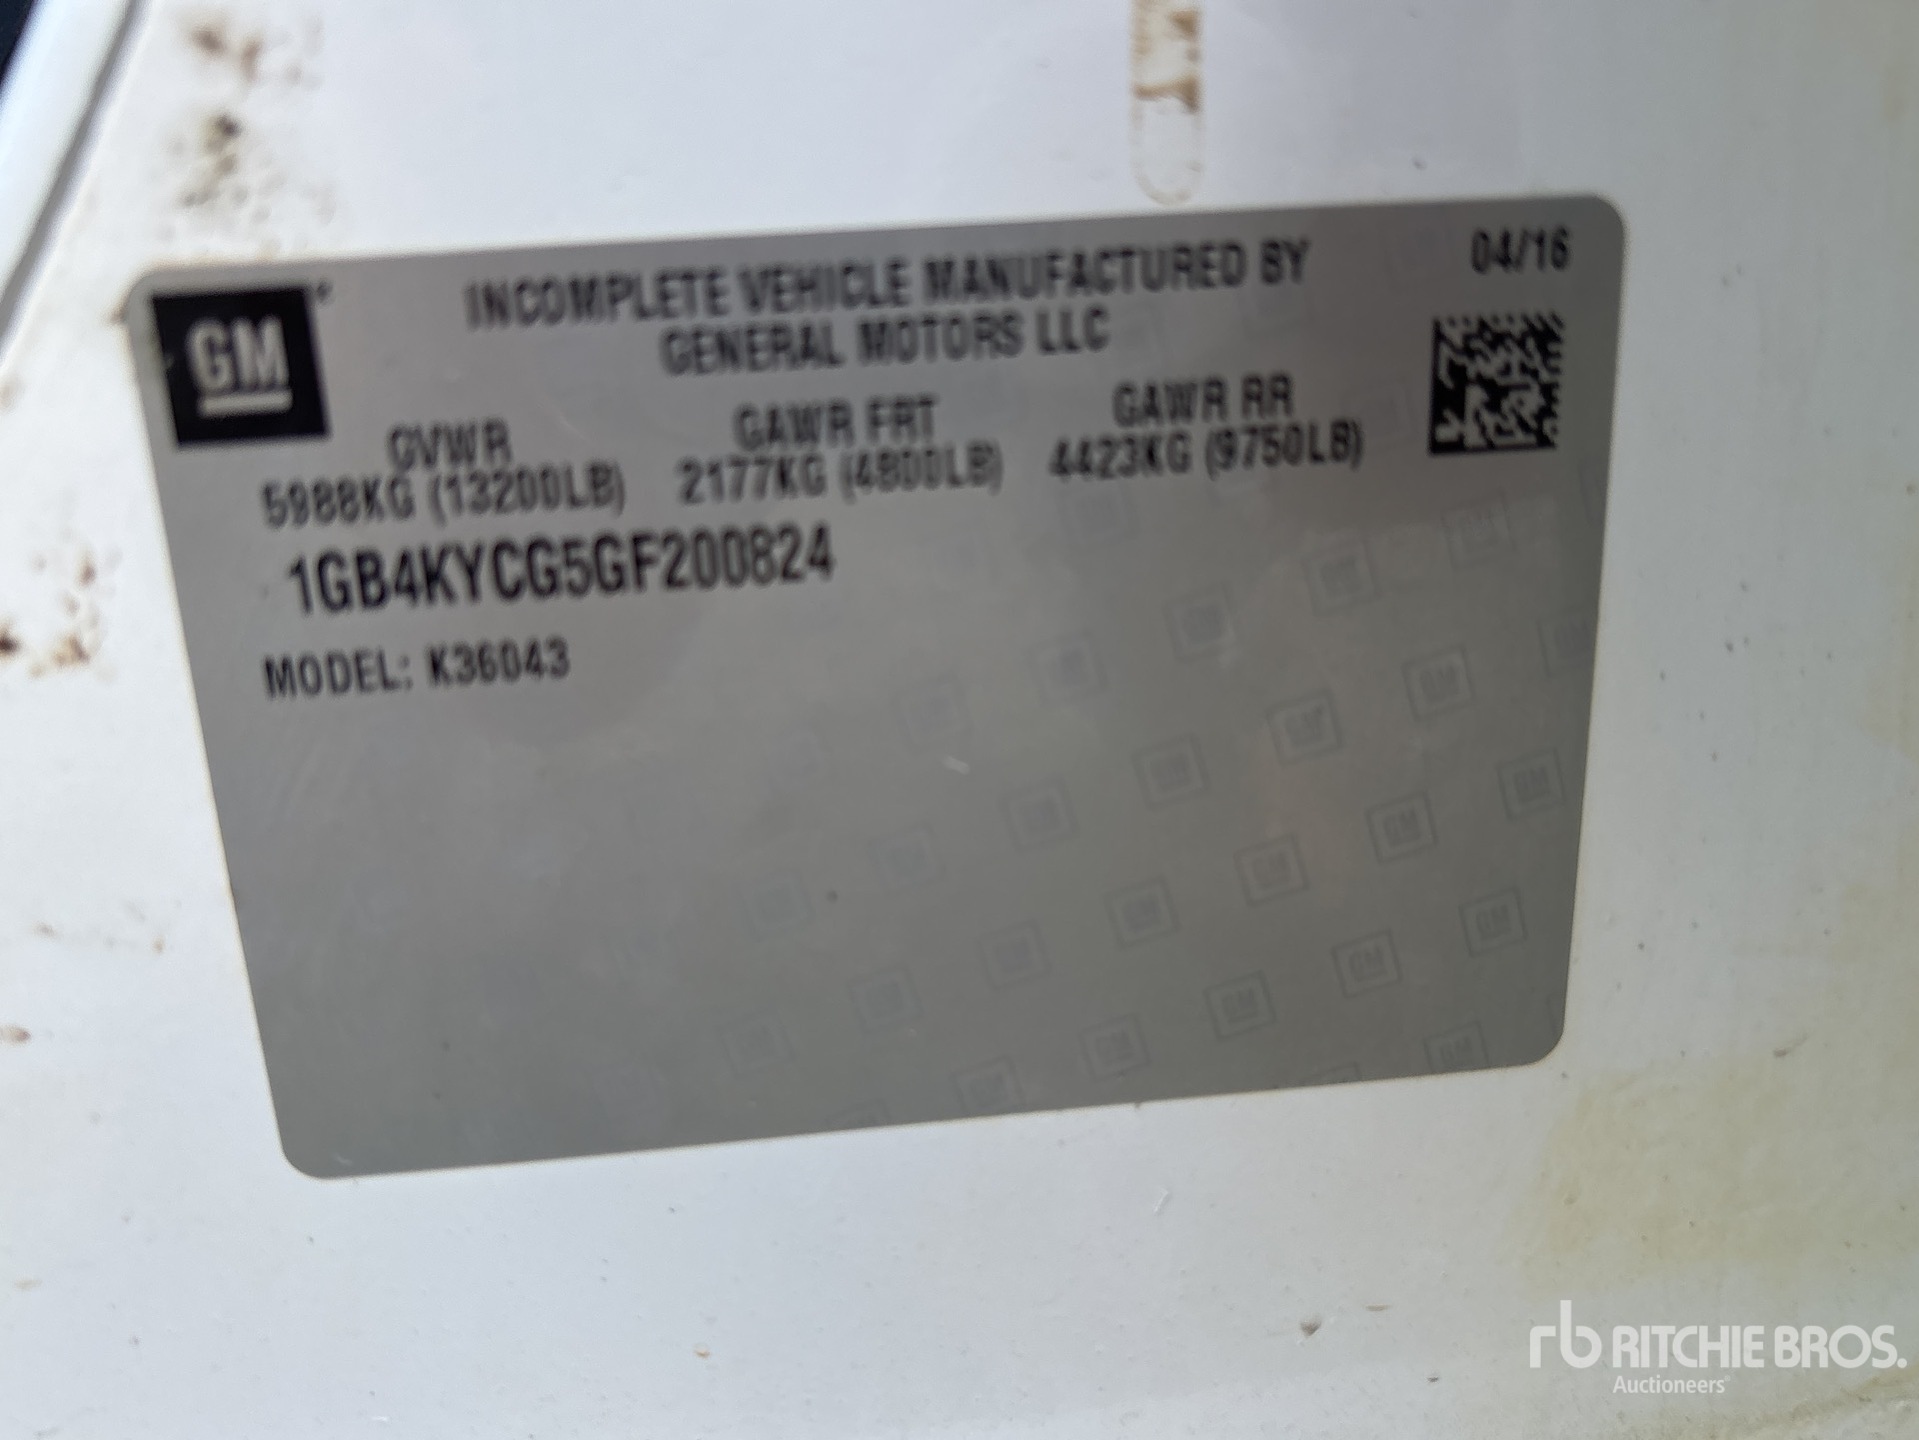 GM®
INCOMPLETE VEHICLE MANUFACTURED BY
GENERAL MOTORS LLC
04/16
GVWR
5988KG (13200LB)
GAWR FRT
2177KG (4800LB)
GAWR RR
4423KG (9750LB)
1GB4KYCG5GF200824
MODEL: K36043
rb RITCHIE BROS.
Auctioneers